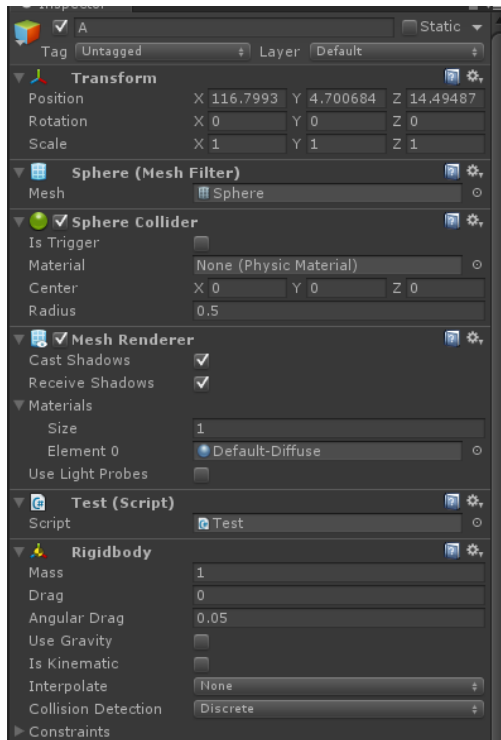 Inspector
A Static
Tag Untagged Layer Default
Transform
Position X 116.7993 Y 4.700684 Z 14.49487
Rotation X 0 Y 0 Z 0
Scale X 1 Y 1 Z 1
Sphere (Mesh Filter)
Mesh Sphere
Sphere Collider
Is Trigger
Material None (Physic Material)
Center X 0 Y 0 Z 0
Radius 0.5
Mesh Renderer
Cast Shadows
Receive Shadows
Materials
Size 1
Element 0 Default-Diffuse
Use Light Probes
Test (Script)
Script Test
Rigidbody
Mass 1
Drag 0
Angular Drag 0.05
Use Gravity
Is Kinematic
Interpolate None
Collision Detection Discrete
Constraints